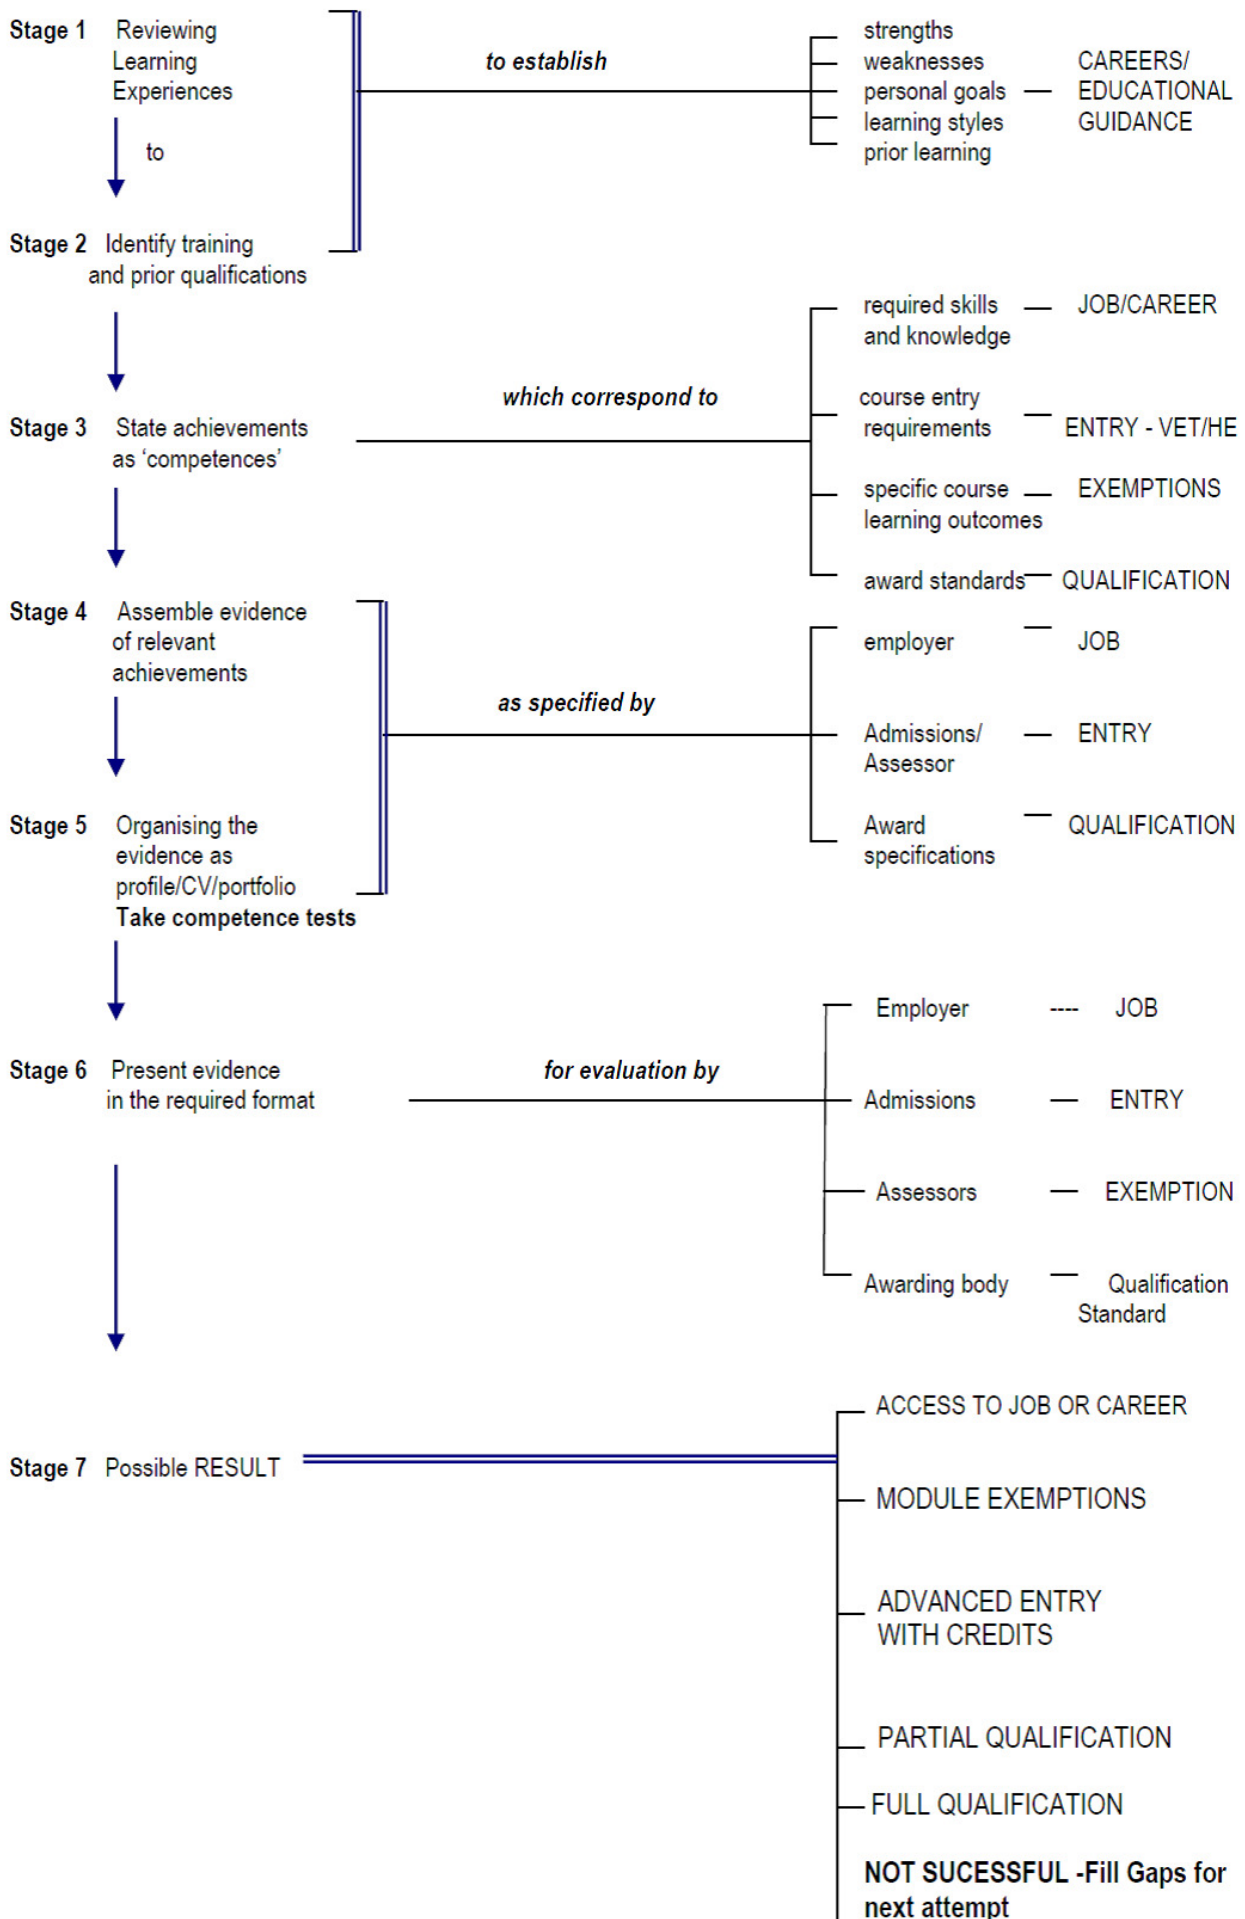 Stage 1 Reviewing
Learning
Experiences
to
to establish
strengths
weaknesses
personal goals
learning styles
prior learning
CAREERS/
EDUCATIONAL
GUIDANCE
Stage 2 Identify training
and prior qualifications
Stage 3 State achievements
as ‘competences’
which correspond to
required skills
and knowledge
JOB/CAREER
course entry
requirements
ENTRY - VET/HE
specific course
learning outcomes
EXEMPTIONS
award standards
QUALIFICATION
Stage 4 Assemble evidence
of relevant
achievements
as specified by
employer
JOB
Admissions/
Assessor
ENTRY
Award
specifications
QUALIFICATION
Stage 5 Organising the
evidence as
profile/CV/portfolio
Take competence tests
Stage 6 Present evidence
in the required format
for evaluation by
Employer ---- JOB
Admissions
ENTRY
Assessors
EXEMPTION
Awarding body
Qualification
Standard
Stage 7 Possible RESULT
ACCESS TO JOB OR CAREER
MODULE EXEMPTIONS
ADVANCED ENTRY
WITH CREDITS
PARTIAL QUALIFICATION
FULL QUALIFICATION
NOT SUCESSFUL -Fill Gaps for
next attempt